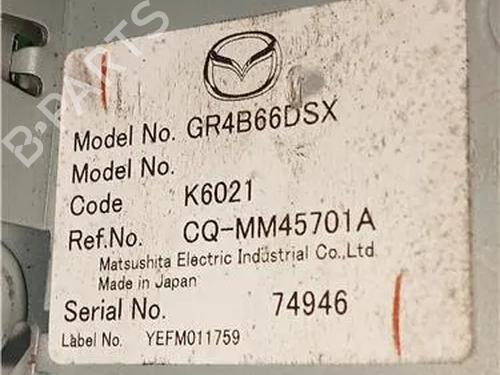 B-PARTS
Model No. GR4B66DSX
Model No.
Code K6021
Ref.No. CQ-MM45701A
Matsushita Electric Industrial Co.,Ltd.
Made in Japan
Serial No. 74946
Label No. YEFM011759